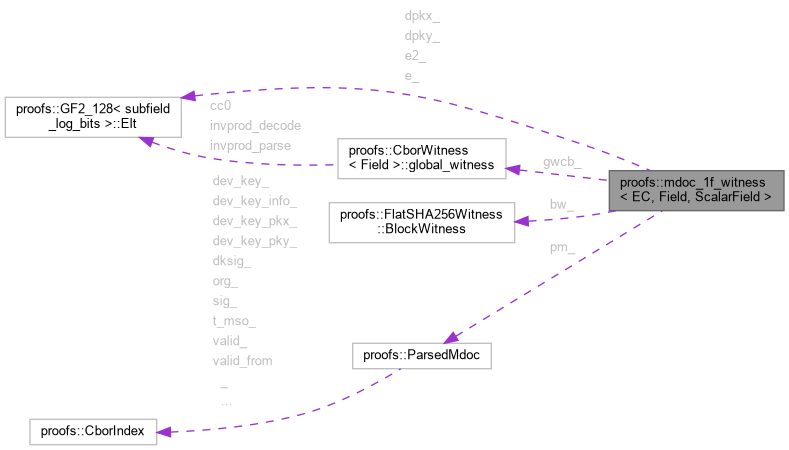 dpkx_
dpky_
e2_
e_
proofs::GF2_128< subfield
_log_bits >::Elt
cc0
invprod_decode
invprod_parse
proofs::CborWitness
< Field >::global_witness
gwcb_
proofs::mdoc_1f_witness
< EC, Field, ScalarField >
proofs::FlatSHA256Witness
::BlockWitness
bw_
dev_key_
dev_key_info_
dev_key_pkx_
dev_key_pky_
dksig_
org_
sig_
t_mso_
valid_
valid_from
_
...
pm_
proofs::ParsedMdoc
proofs::CborIndex